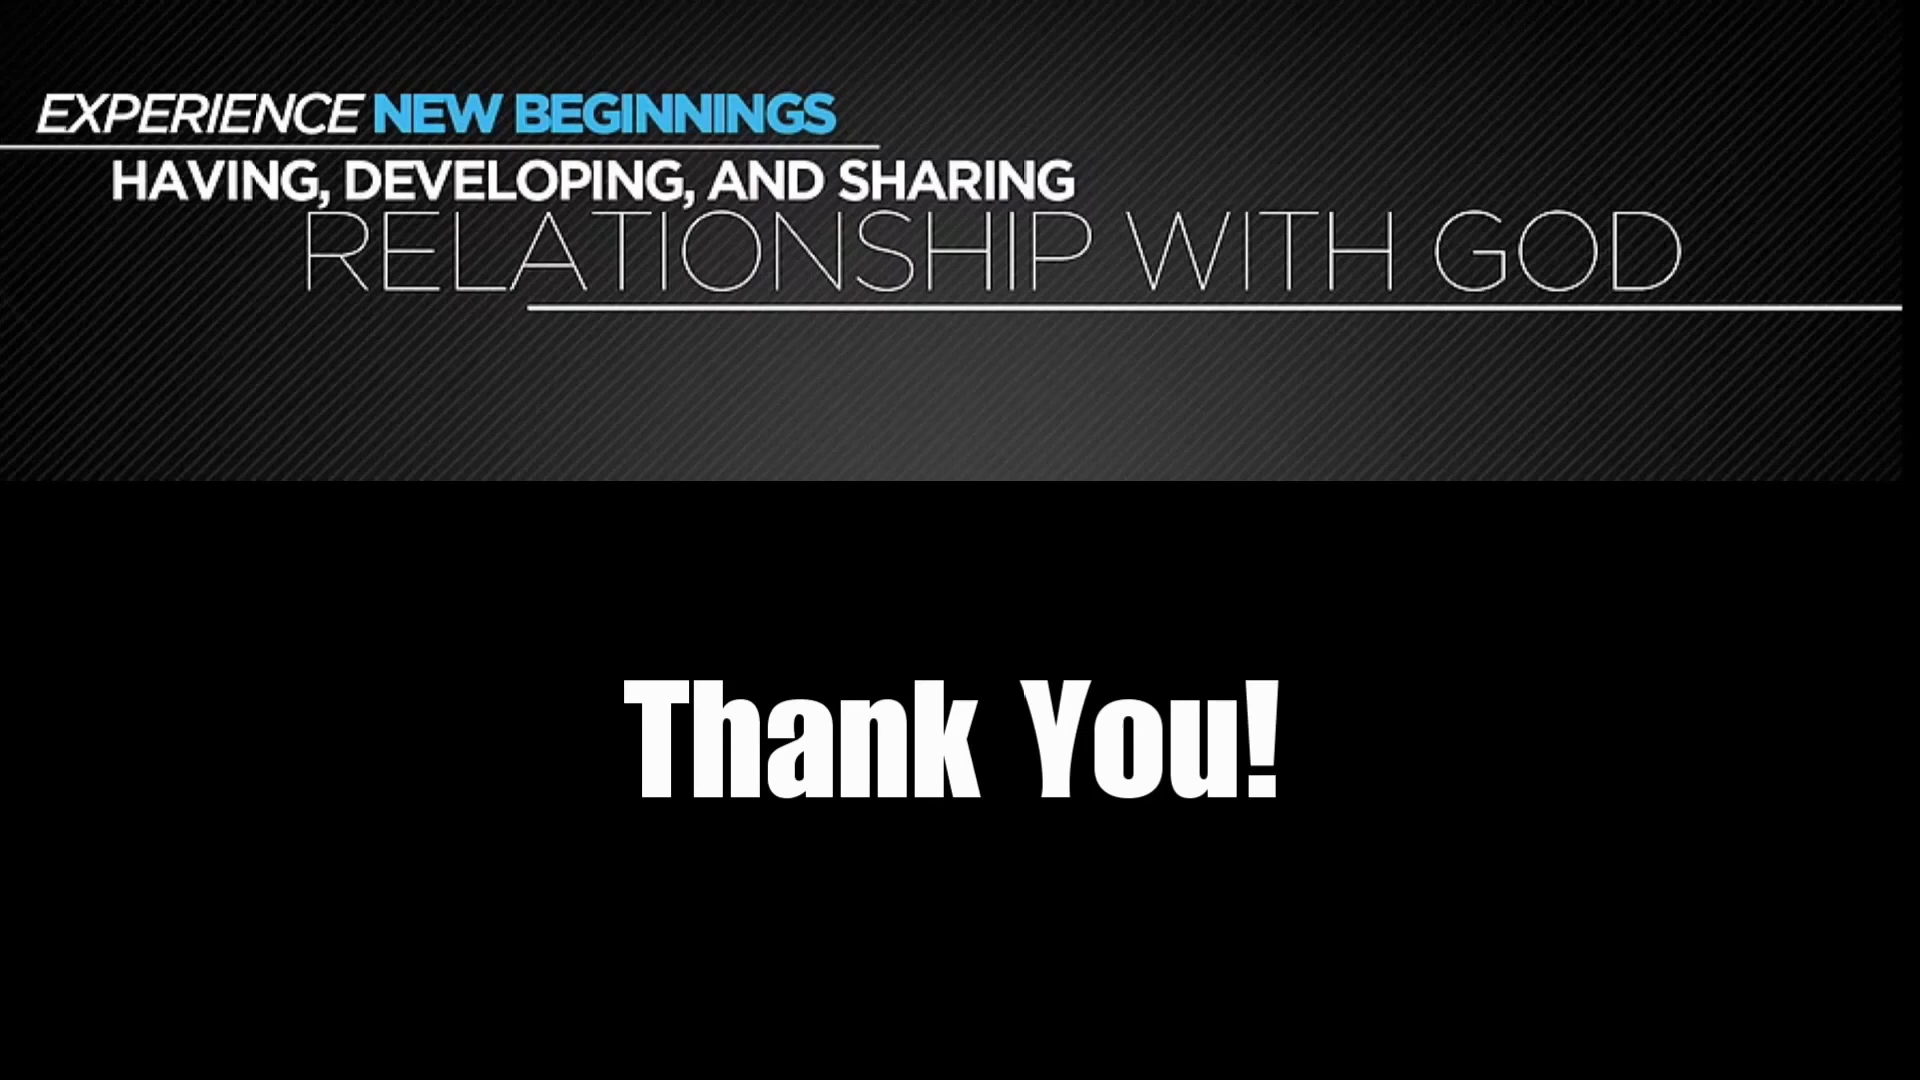 EXPERIENCE NEW BEGINNINGS
HAVING, DEVELOPING, AND SHARING
RELATIONSHIP WITH GOD
Thank You!